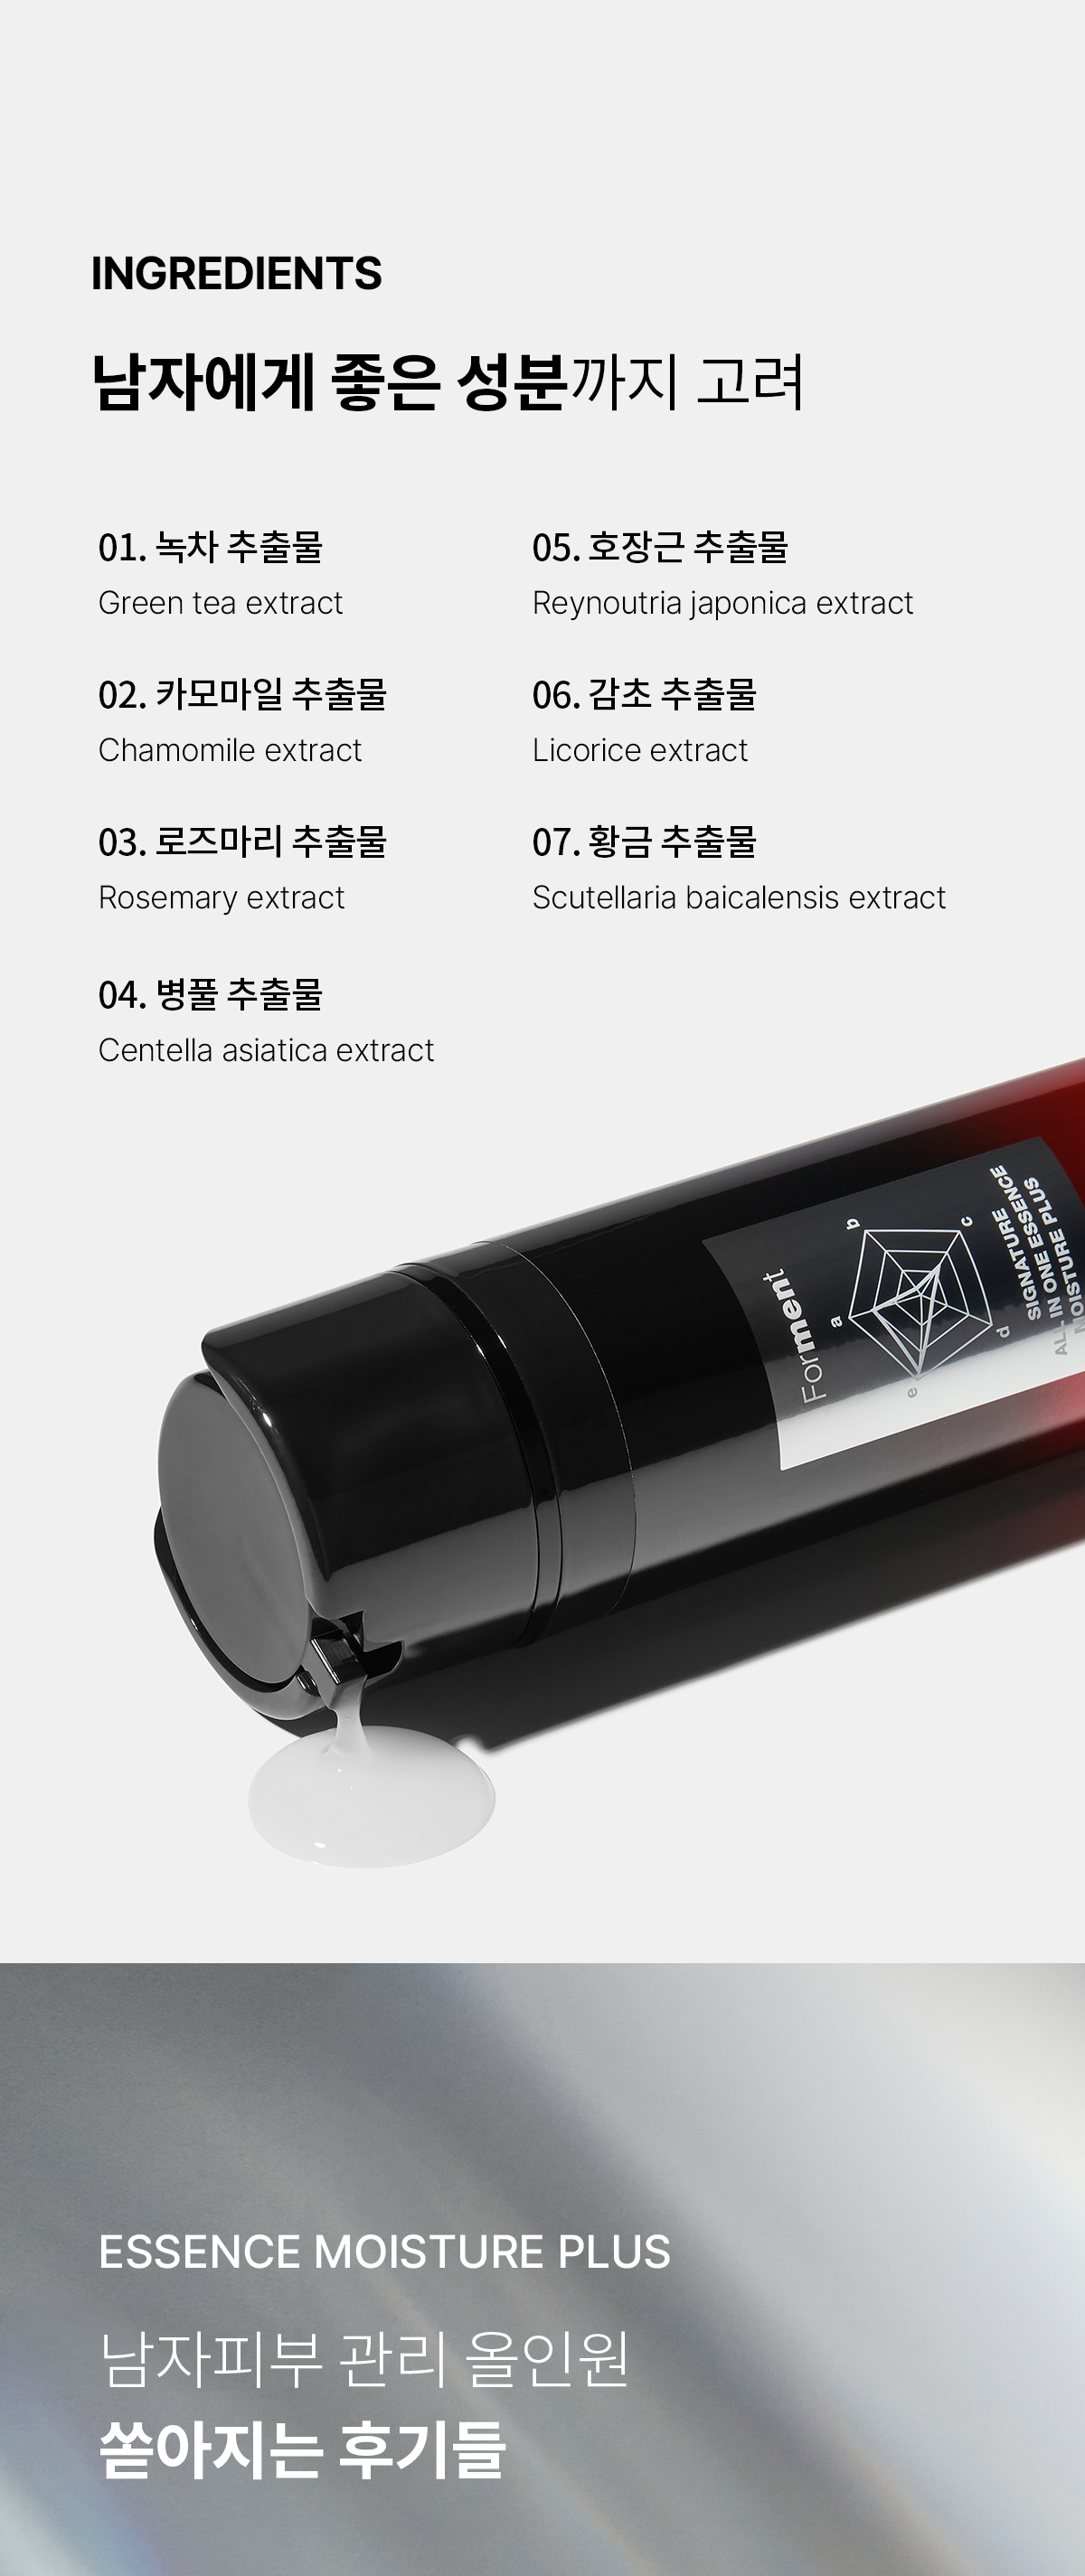 INGREDIENTS
남자에게 좋은 성분까지 고려
01. 녹차 추출물
Green tea extract
02. 카모마일 추출물
Chamomile extract
03. 로즈마리 추출물
Rosemary extract
04. 병풀 추출물
Centella asiatica extract
05. 호장근 추출물
Reynoutria japonica extract
06. 감초 추출물
Licorice extract
07. 황금 추출물
Scutellaria baicalensis extract
Forment
a
b
c
d
e
SIGNATURE
ALL IN ONE ESSENCE
MOISTURE PLUS
ESSENCE MOISTURE PLUS
남자피부 관리 올인원
쏟아지는 후기들